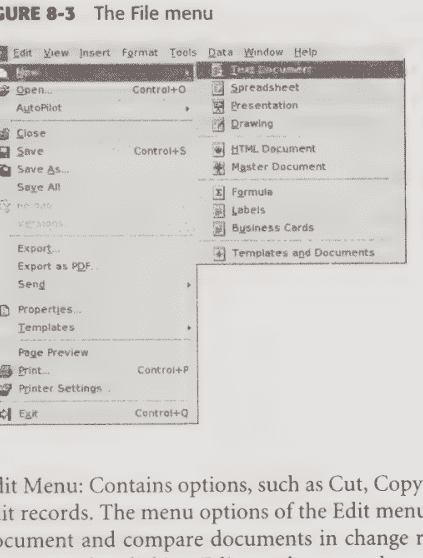 GURE 8-3 The File menu
Edit View Insert Format Tools Data Window Help
New
Open... Control+O
AutoPilot
Close
Save Control+S
Save As...
Save All
Versions
Export...
Export as PDF..
Send
Properties...
Templates
Page Preview
Print... Control+P
Printer Settings..
Exit Control+Q
Text Document
Spreadsheet
Presentation
Drawing
HTML Document
Master Document
Formula
Labels
Business Cards
Templates and Documents
dit Menu: Contains options, such as Cut, Copy
it records. The menu options of the Edit menu
ocument and compare documents in change r